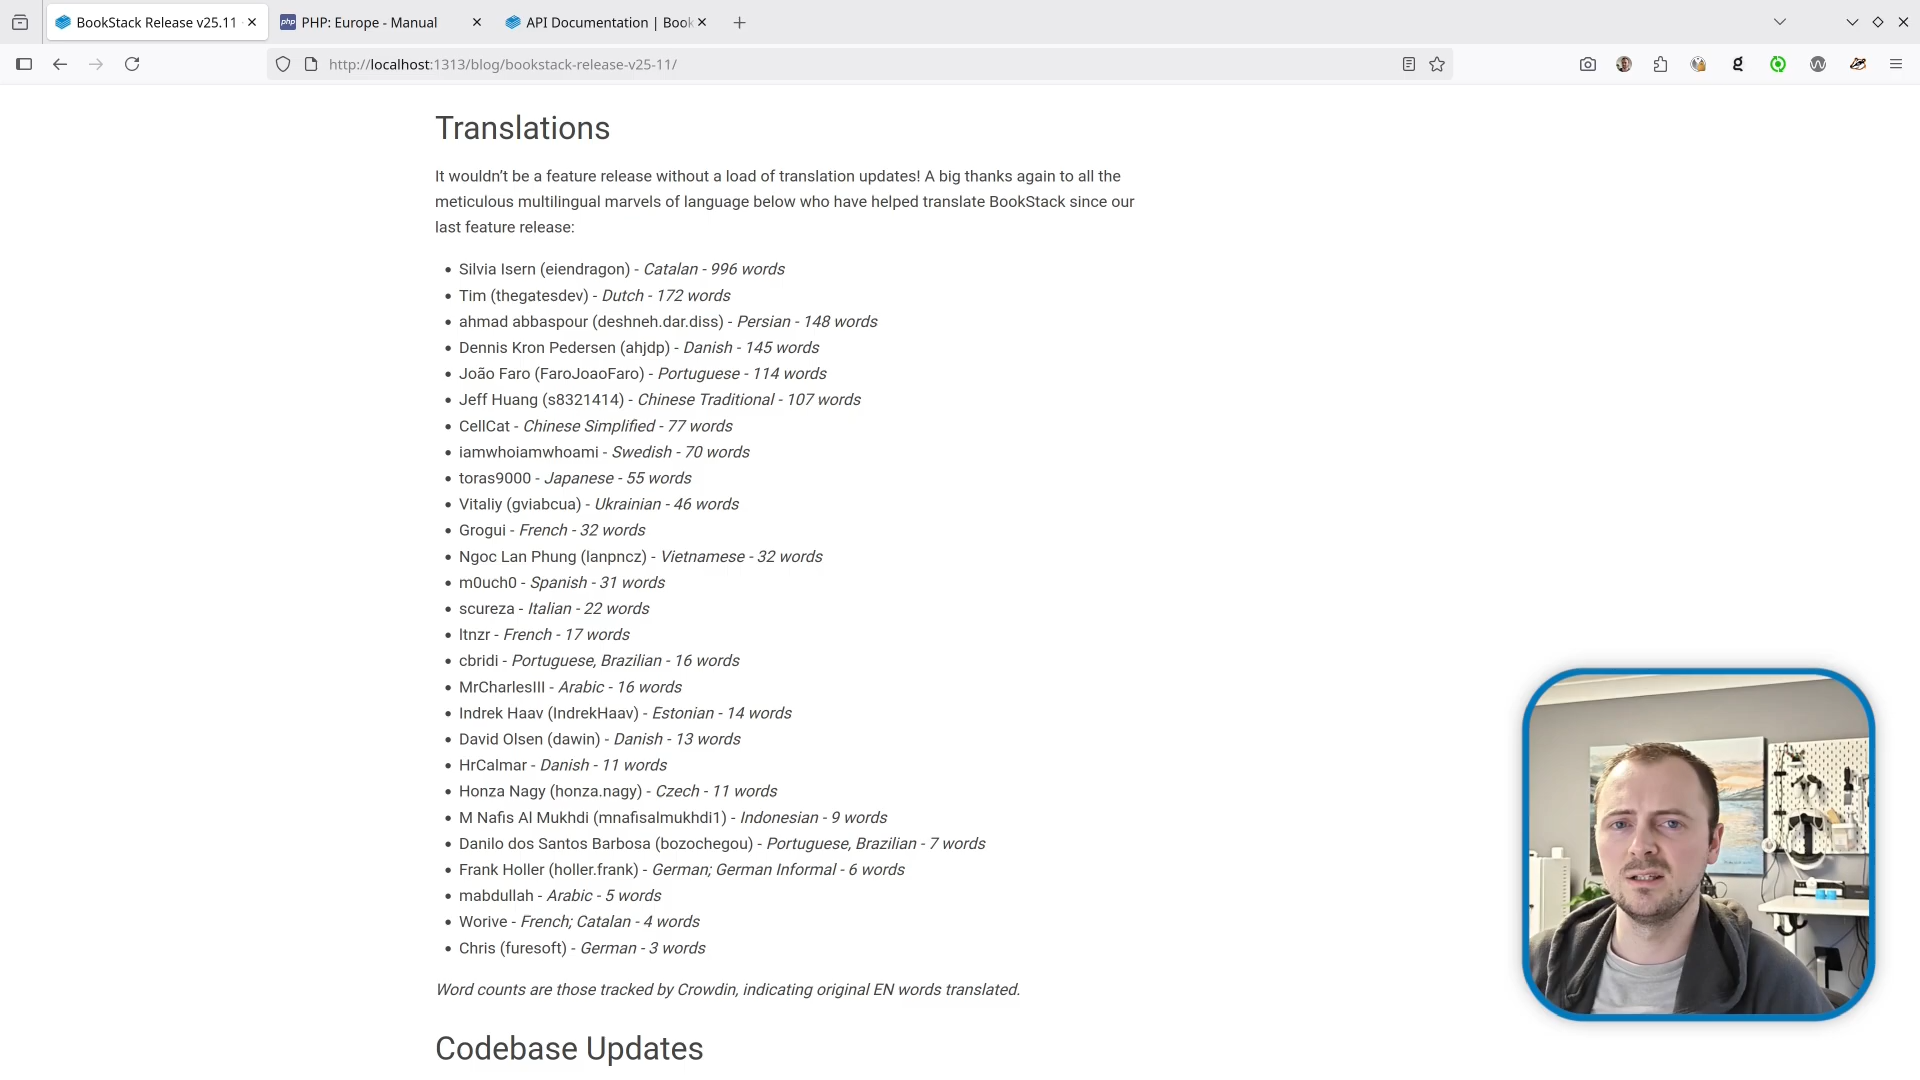 BookStack Release v25.11
PHP: Europe - Manual
API Documentation | Book
http://localhost:1313/blog/bookstack-release-v25-11/
Translations
It wouldn’t be a feature release without a load of translation updates! A big thanks again to all the
meticulous multilingual marvels of language below who have helped translate BookStack since our
last feature release:
Silvia Isern (eiendragon) - Catalan - 996 words
Tim (thegatesdev) - Dutch - 172 words
ahmad abbaspour (deshneh.dar.diss) - Persian - 148 words
Dennis Kron Pedersen (ahjdp) - Danish - 145 words
João Faro (FaroJoaoFaro) - Portuguese - 114 words
Jeff Huang (s8321414) - Chinese Traditional - 107 words
CellCat - Chinese Simplified - 77 words
iamwhoiamwhoami - Swedish - 70 words
toras9000 - Japanese - 55 words
Vitaliy (gviabcua) - Ukrainian - 46 words
Grogui - French - 32 words
Ngoc Lan Phung (lanpncz) - Vietnamese - 32 words
m0uch0 - Spanish - 31 words
scureza - Italian - 22 words
ltnzr - French - 17 words
cbridi - Portuguese, Brazilian - 16 words
MrCharlesIII - Arabic - 16 words
Indrek Haav (IndrekHaav) - Estonian - 14 words
David Olsen (dawin) - Danish - 13 words
HrCalmar - Danish - 11 words
Honza Nagy (honza.nagy) - Czech - 11 words
M Nafis Al Mukhdi (mnafisalmukhdi1) - Indonesian - 9 words
Danilo dos Santos Barbosa (bozochegou) - Portuguese, Brazilian - 7 words
Frank Holler (holler.frank) - German; German Informal - 6 words
mabdullah - Arabic - 5 words
Worive - French; Catalan - 4 words
Chris (furesoft) - German - 3 words
Word counts are those tracked by Crowdin, indicating original EN words translated.
Codebase Updates